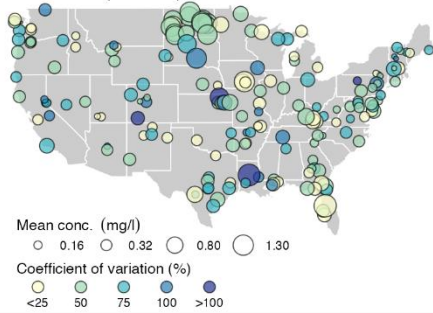 Mean conc. (mg/l)
0.16 0.32 0.80 1.30
Coefficient of variation (%)
<25 50 75 100 >100